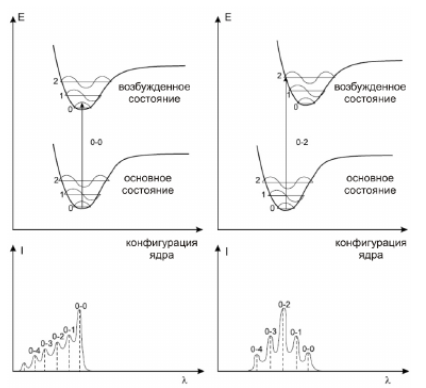 E
2
1
0
возбужденное
состояние
0-0
2
1
0
основное
состояние
конфигурация
ядра
E
2
1
0
возбужденное
состояние
0-2
2
1
0
основное
состояние
конфигурация
ядра
I
0-4
0-3
0-2
0-1
0-0
λ
I
0-4
0-3
0-2
0-1
0-0
λ